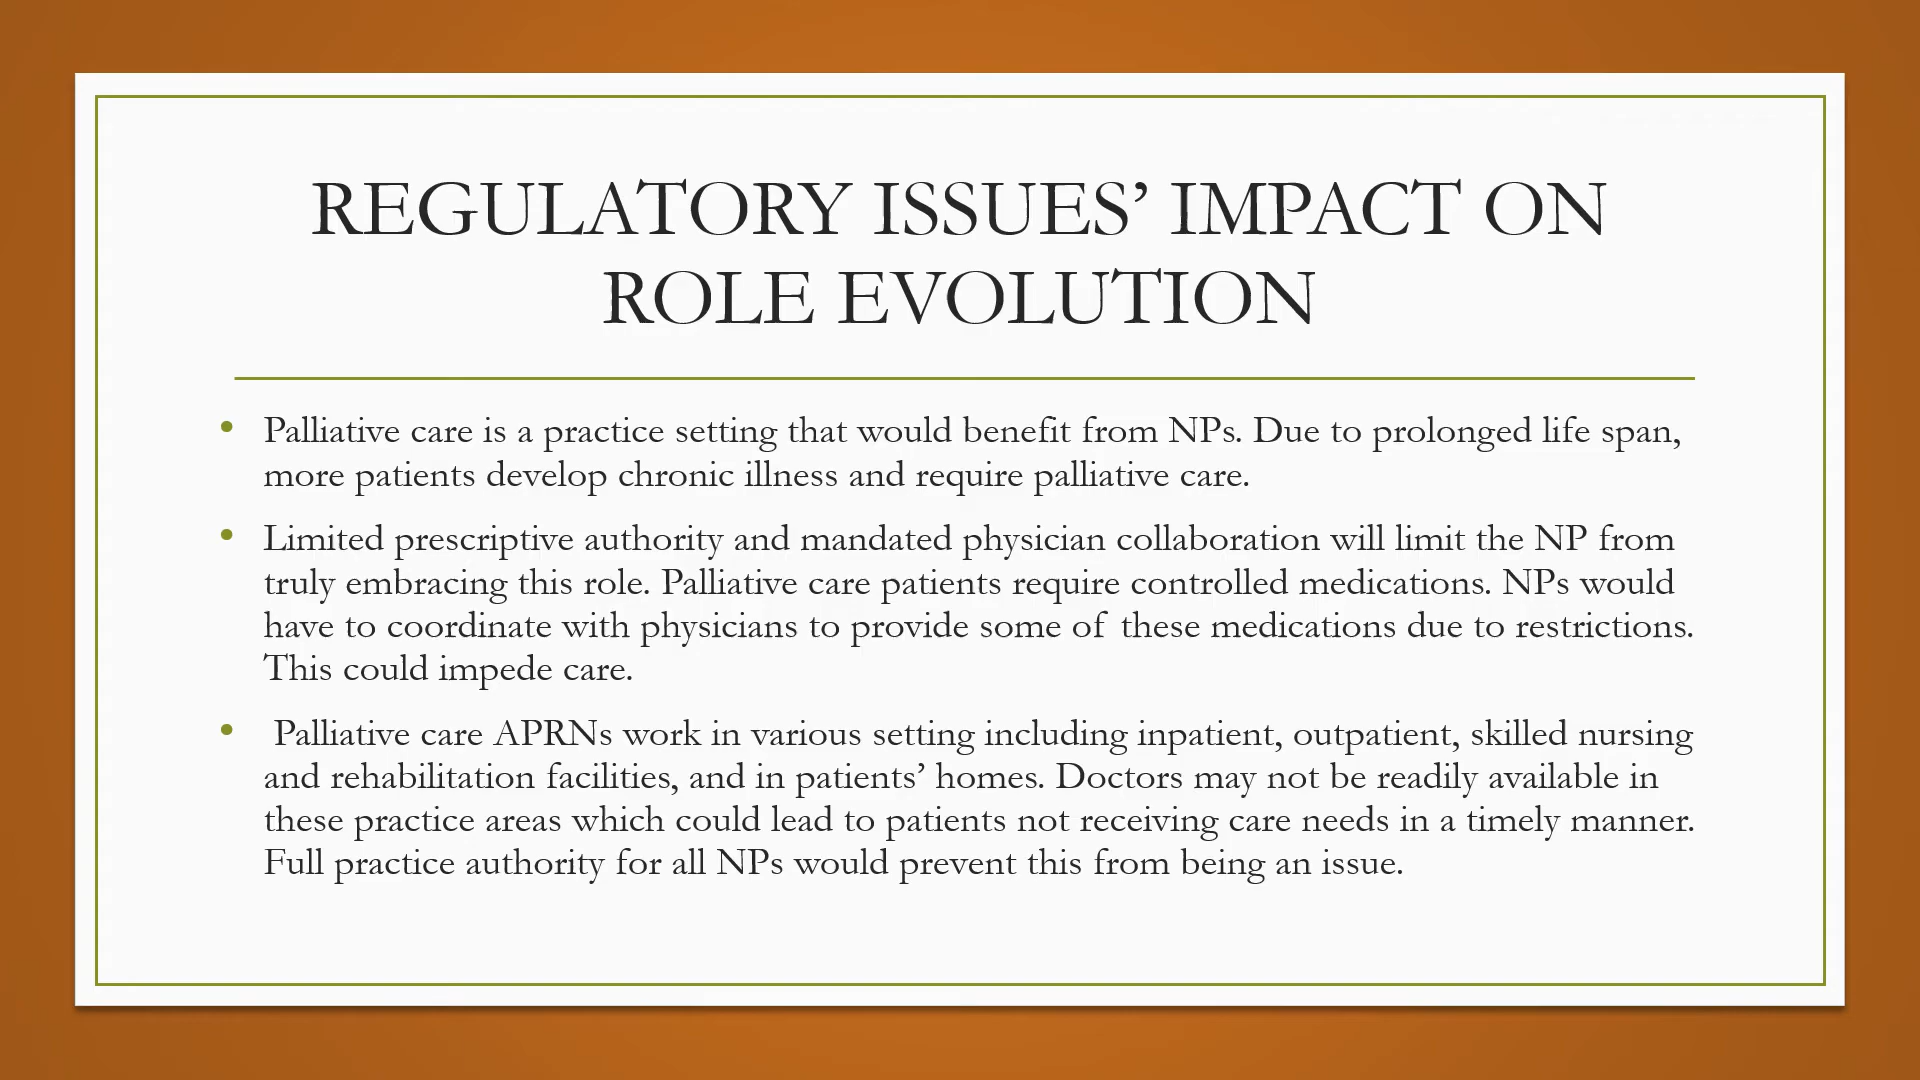 REGULATORY ISSUES’ IMPACT ON
ROLE EVOLUTION
• Palliative care is a practice setting that would benefit from NPs. Due to prolonged life span,
more patients develop chronic illness and require palliative care.
• Limited prescriptive authority and mandated physician collaboration will limit the NP from
truly embracing this role. Palliative care patients require controlled medications. NPs would
have to coordinate with physicians to provide some of these medications due to restrictions.
This could impede care.
• Palliative care APRNs work in various setting including inpatient, outpatient, skilled nursing
and rehabilitation facilities, and in patients’ homes. Doctors may not be readily available in
these practice areas which could lead to patients not receiving care needs in a timely manner.
Full practice authority for all NPs would prevent this from being an issue.